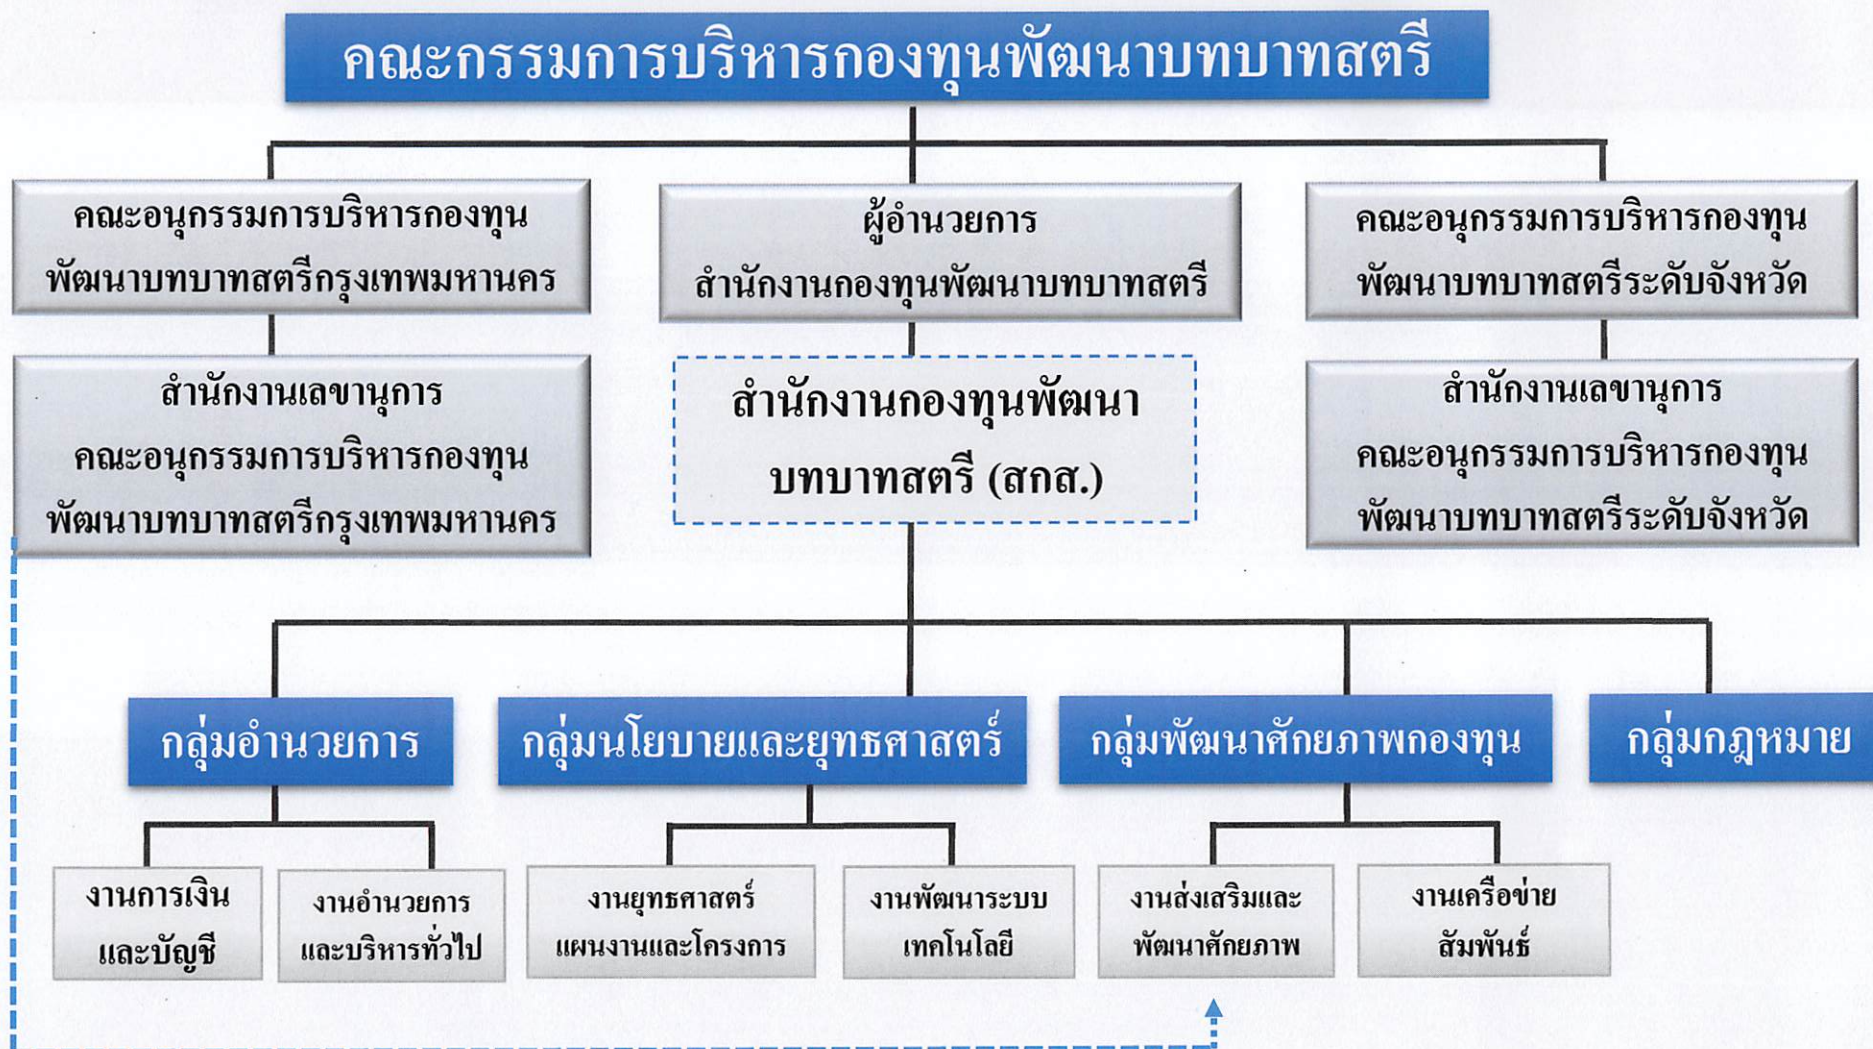 คณะกรรมการบริหารกองทุนพัฒนาบทบาทสตรี
คณะอนุกรรมการบริหารกองทุน
พัฒนาบทบาทสตรีกรุงเทพมหานคร
ผู้อำนวยการ
สำนักงานกองทุนพัฒนาบทบาทสตรี
คณะอนุกรรมการบริหารกองทุน
พัฒนาบทบาทสตรีระดับจังหวัด
สำนักงานเลขานุการ
คณะอนุกรรมการบริหารกองทุน
พัฒนาบทบาทสตรีกรุงเทพมหานคร
สำนักงานกองทุนพัฒนา
บทบาทสตรี (สกส.)
สำนักงานเลขานุการ
คณะอนุกรรมการบริหารกองทุน
พัฒนาบทบาทสตรีระดับจังหวัด
กลุ่มอำนวยการ
กลุ่มนโยบายและยุทธศาสตร์
กลุ่มพัฒนาศักยภาพกองทุน
กลุ่มกฎหมาย
งานการเงิน
และบัญชี
งานอำนวยการ
และบริหารทั่วไป
งานยุทธศาสตร์
แผนงานและโครงการ
งานพัฒนาระบบ
เทคโนโลยี
งานส่งเสริมและ
พัฒนาศักยภาพ
งานเครือข่าย
สัมพันธ์